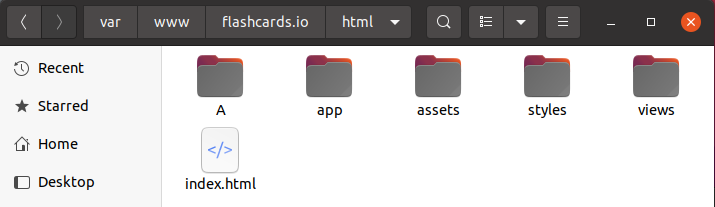 var www flashcards.io html
Recent
Starred
Home
Desktop
A app assets styles views
</>
index.html